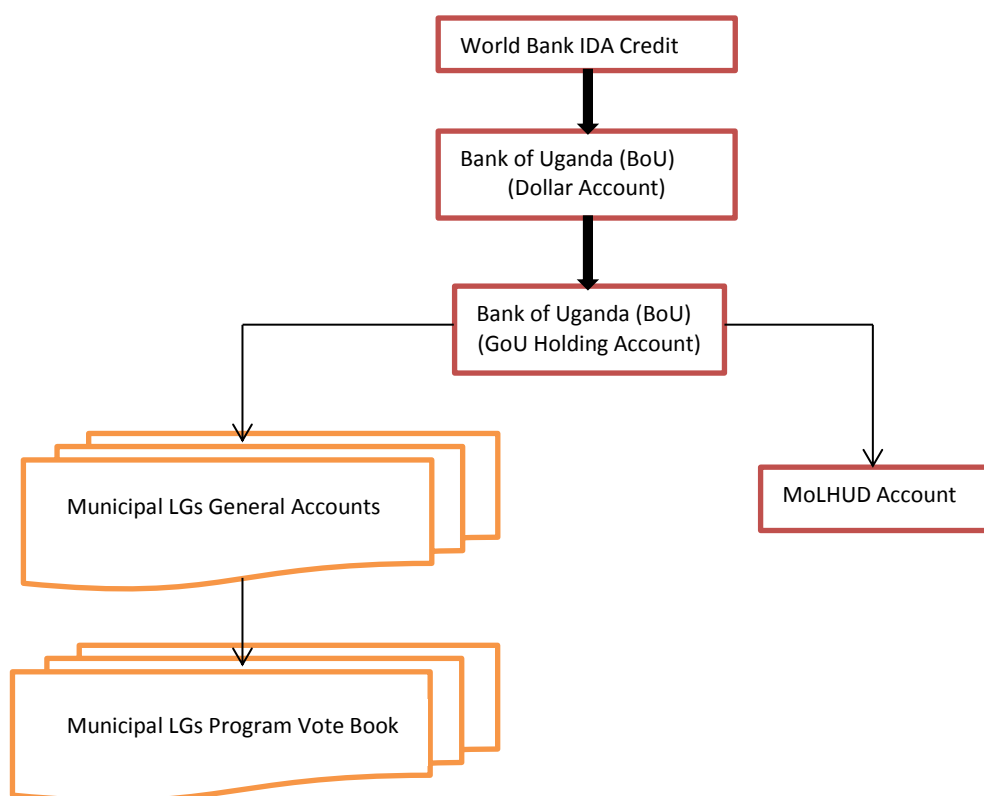 World Bank IDA Credit
Bank of Uganda (BoU)
(Dollar Account)
Bank of Uganda (BoU)
(GoU Holding Account)
Municipal LGs General Accounts
MoLHUD Account
Municipal LGs Program Vote Book